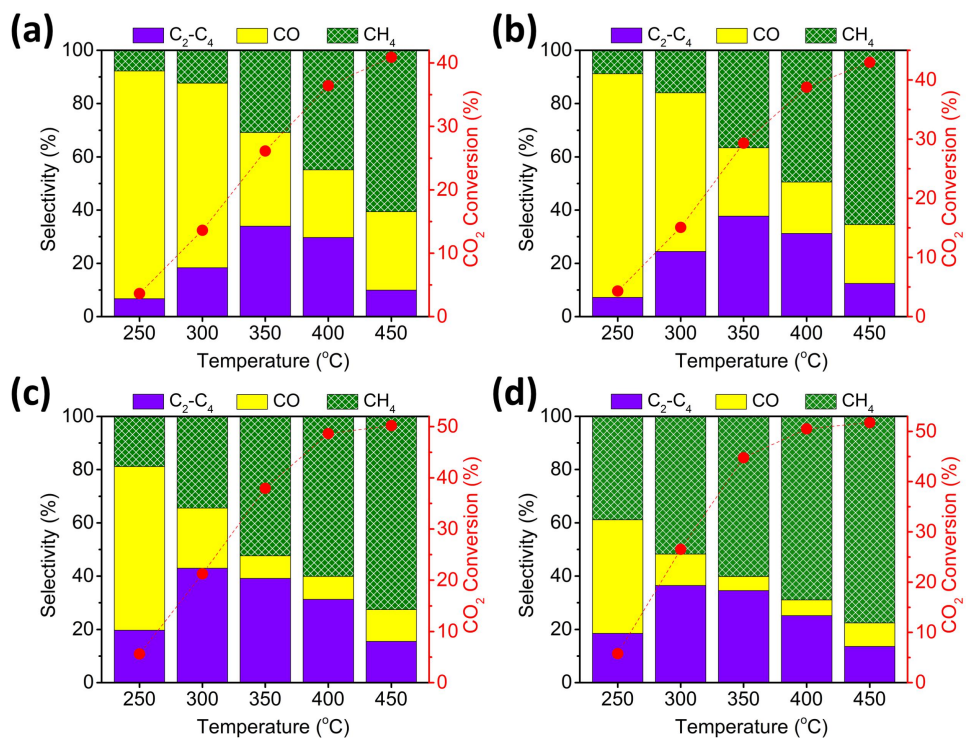 (a)
C₂-C₄ CO CH₄
Selectivity (%)
100
80
60
40
20
0
CO₂ Conversion (%)
40
30
20
10
0
250 300 350 400 450
Temperature (°C)
(b)
C₂-C₄ CO CH₄
Selectivity (%)
100
80
60
40
20
0
CO₂ Conversion (%)
40
30
20
10
0
250 300 350 400 450
Temperature (°C)
(c)
C₂-C₄ CO CH₄
Selectivity (%)
100
80
60
40
20
0
CO₂ Conversion (%)
50
40
30
20
10
0
250 300 350 400 450
Temperature (°C)
(d)
C₂-C₄ CO CH₄
Selectivity (%)
100
80
60
40
20
0
CO₂ Conversion (%)
50
40
30
20
10
0
250 300 350 400 450
Temperature (°C)